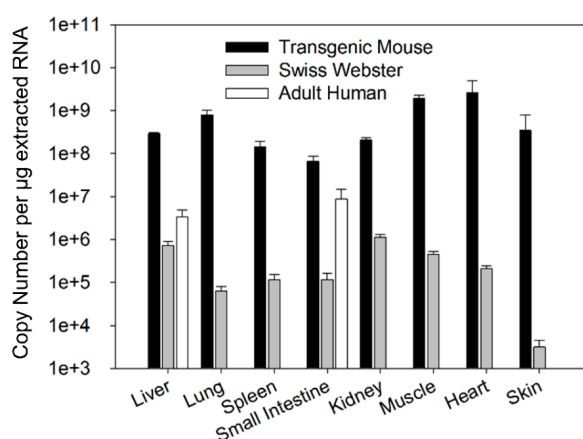 1e+11
1e+10
1e+9
1e+8
1e+7
1e+6
1e+5
1e+4
1e+3
Copy Number per µg extracted RNA
Transgenic Mouse
Swiss Webster
Adult Human
Liver
Lung
Spleen
Small Intestine
Kidney
Muscle
Heart
Skin